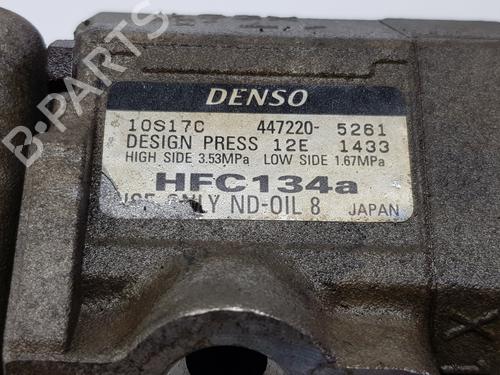 DENSO
10S17C 447220- 5261
DESIGN PRESS 12E 1433
HIGH SIDE 3.53MPa LOW SIDE 1.67MPa
HFC134a
USE ONLY ND-OIL 8 JAPAN